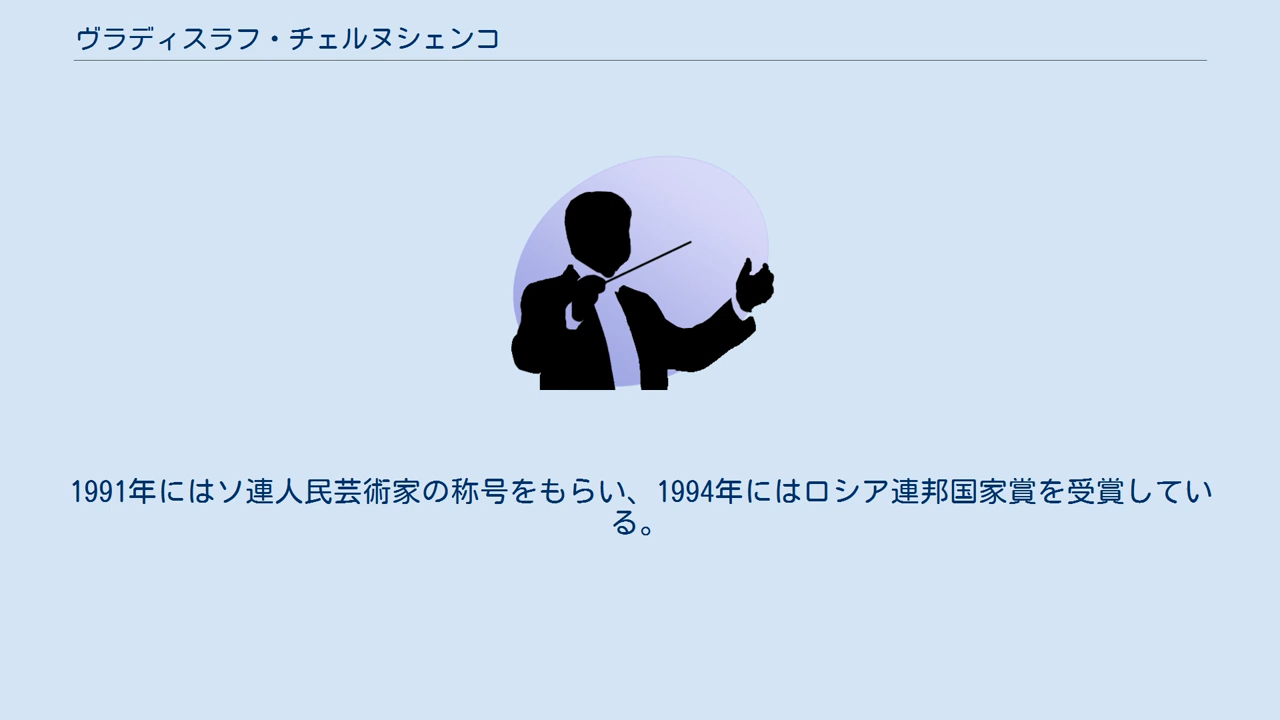 ヴラディスラフ・チェルヌシェンコ
1991年にはソ連人民芸術家の称号をもらい、1994年にはロシア連邦国家賞を受賞してい
る。